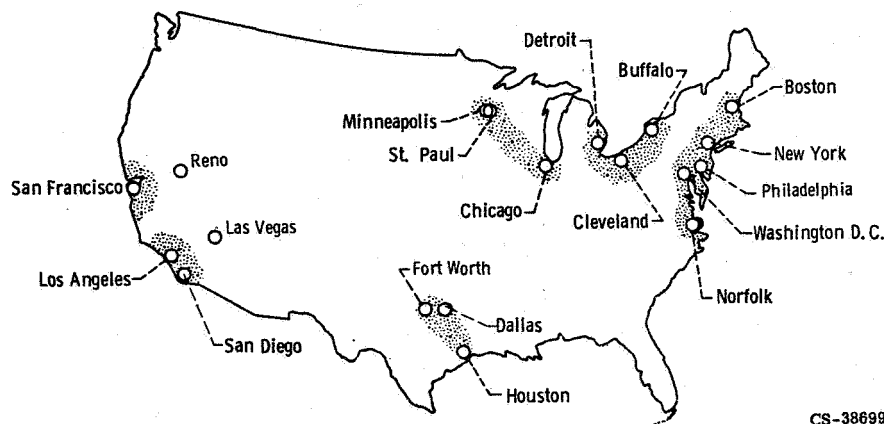 Detroit
Buffalo
Boston
Minneapolis
St. Paul
New York
Reno
San Francisco
Philadelphia
Chicago
Cleveland
Las Vegas
Washington D. C.
Los Angeles
Fort Worth
Norfolk
Dallas
San Diego
Houston
CS-38699